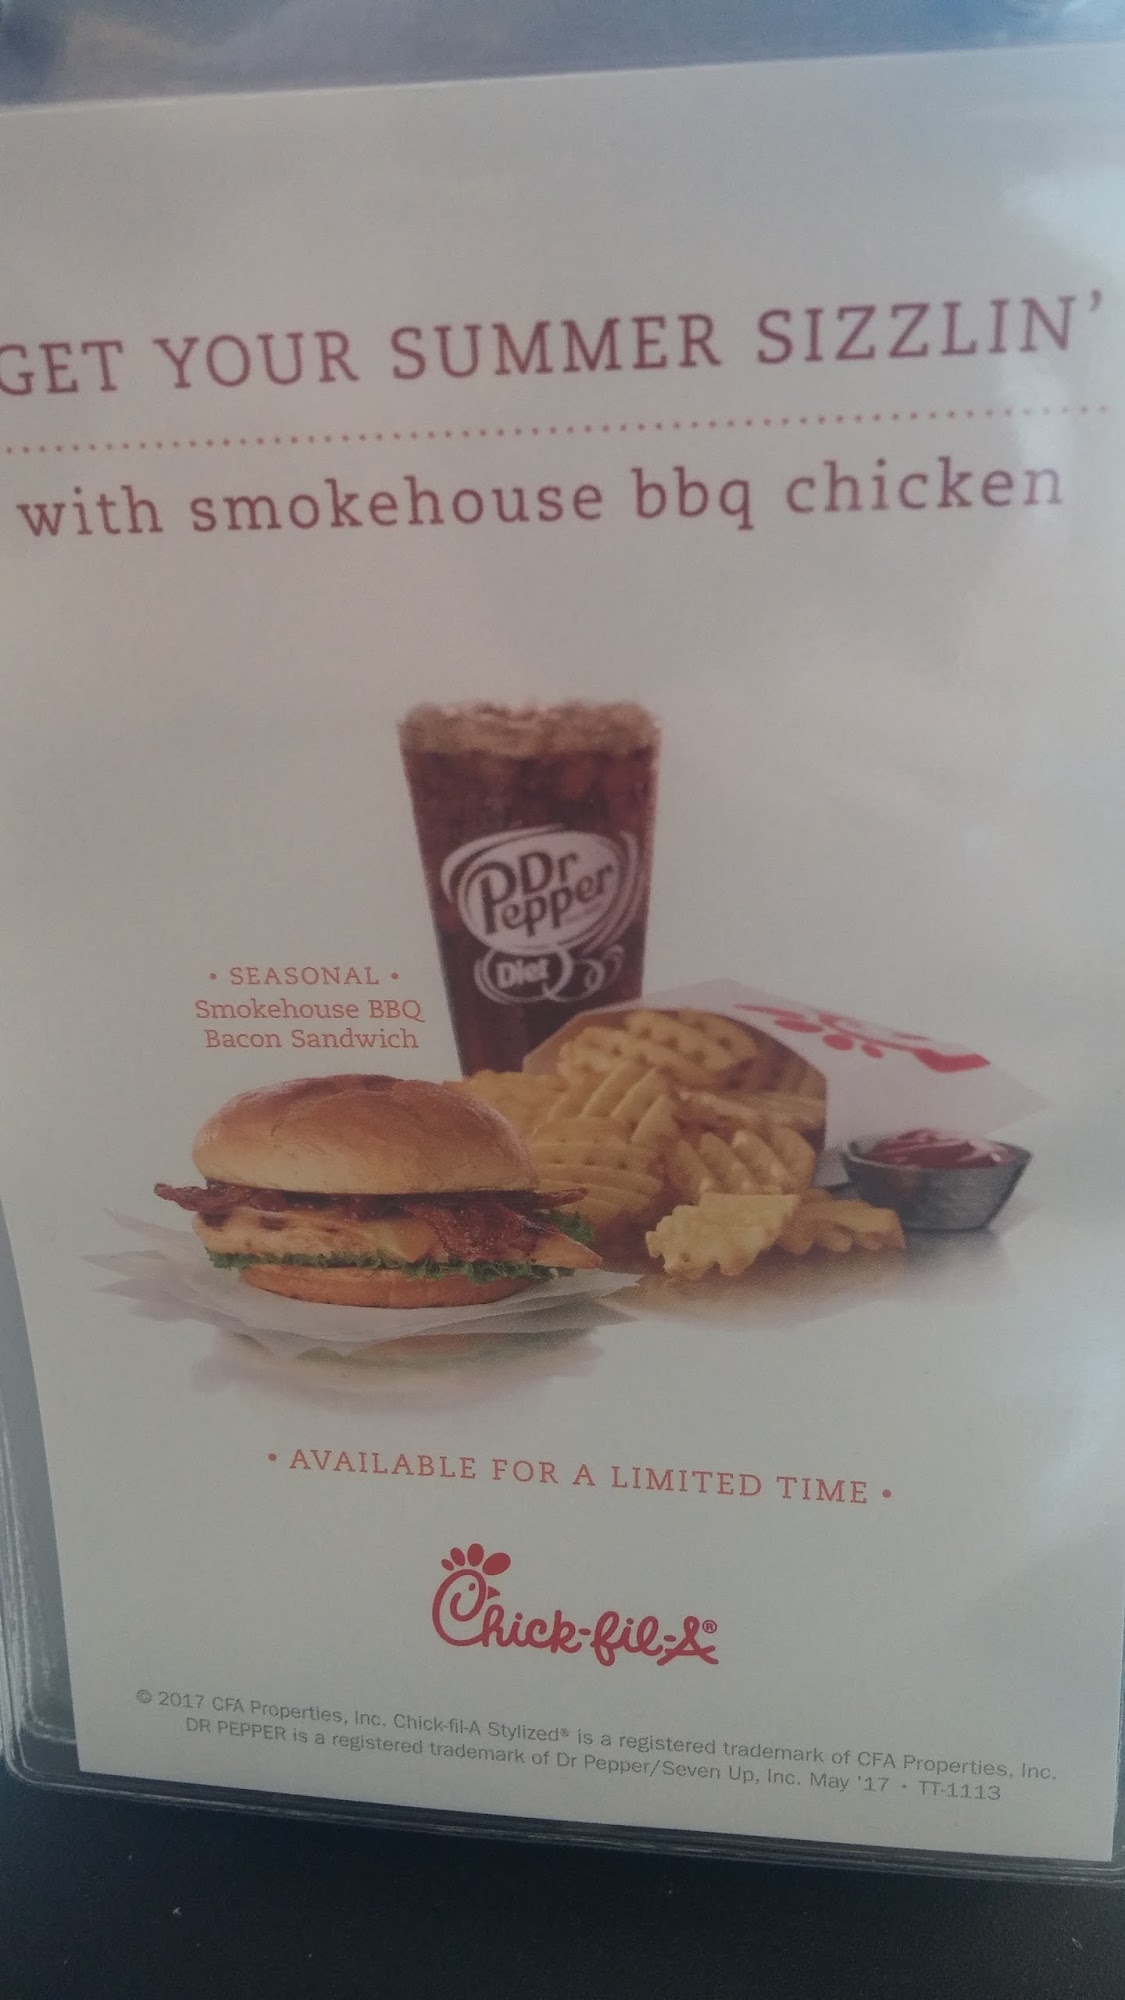 GET YOUR SUMMER SIZZLIN'
with smokehouse bbq chicken
Dr
Pepper
Diet
• SEASONAL •
Smokehouse BBQ
Bacon Sandwich
• AVAILABLE FOR A LIMITED TIME •
Chick-fil-A®
© 2017 CFA Properties, Inc. Chick-fil-A Stylized® is a registered trademark of CFA Properties, Inc.
DR PEPPER is a registered trademark of Dr Pepper/Seven Up, Inc. May '17 • TT-1113